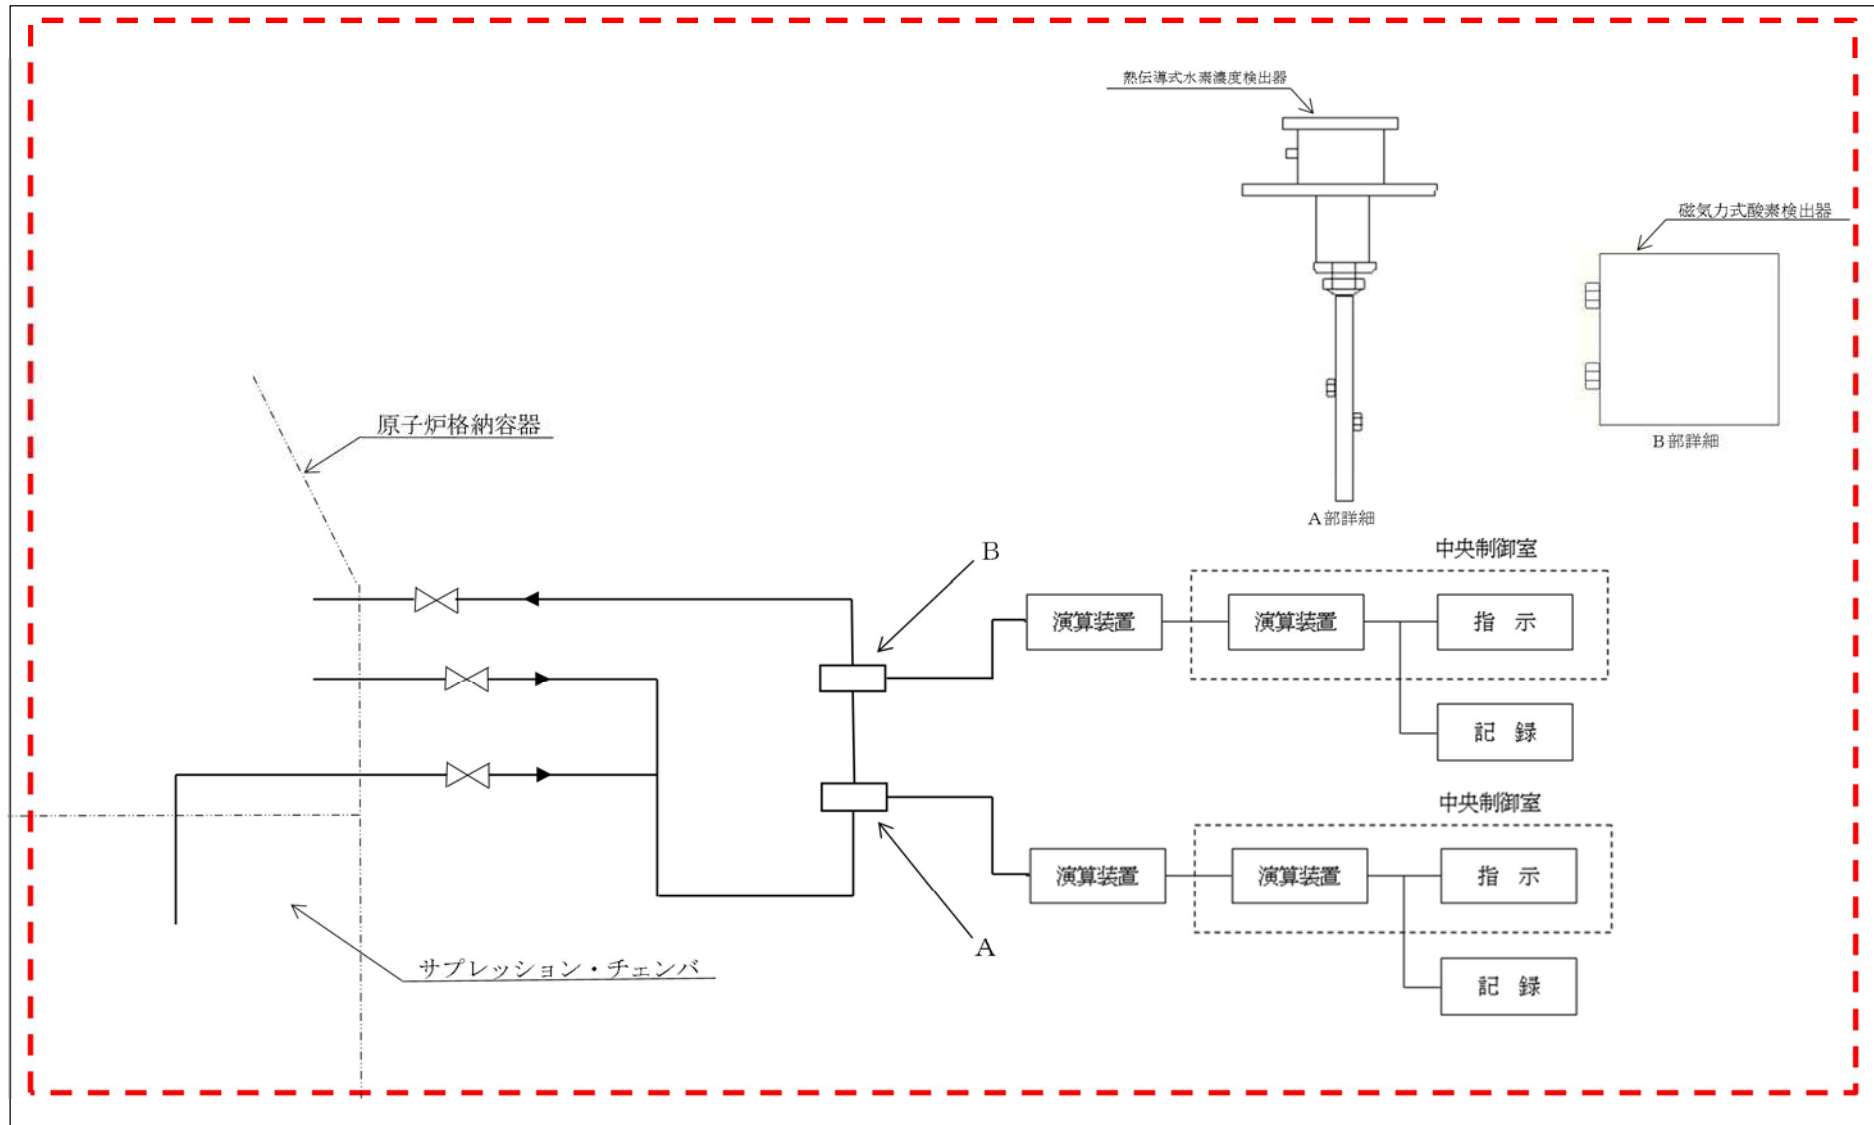 熱伝導式水素濃度検出器
磁気力式酸素検出器
B部詳細
A部詳細
原子炉格納容器
中央制御室
B
演算装置
演算装置
指 示
記 録
中央制御室
演算装置
演算装置
指 示
A
サプレッション・チェンバ
記 録